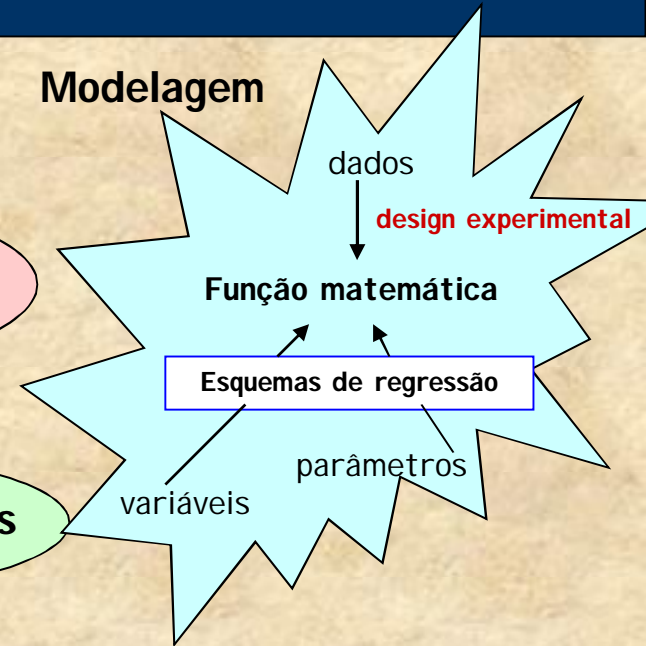 Modelagem
dados
design experimental
Função matemática
Esquemas de regressão
parâmetros
variáveis
s